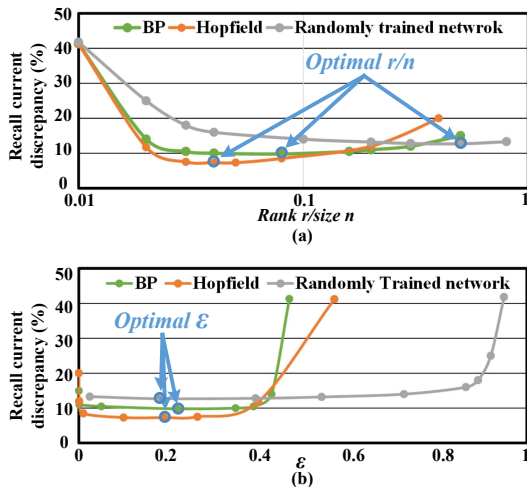 (a)
50
40
30
20
10
0
Recall current
discrepancy (%)
BP Hopfield Randomly trained netwrok
Optimal r/n
0.01 0.1 1
Rank r/size n
(a)
50
40
30
20
10
0
Recall current
discrepancy (%)
BP Hopfield Randomly Trained network
Optimal ε
0 0.2 0.4 0.6 0.8 1
ε
(b)